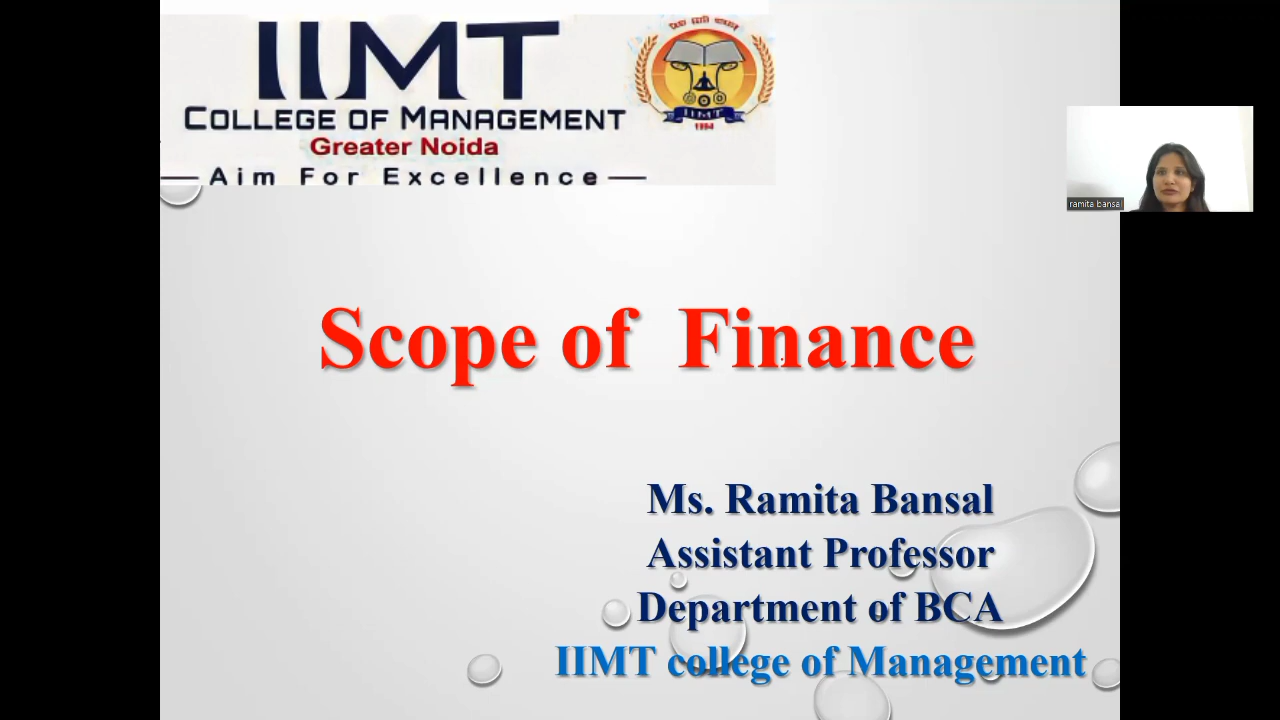 IIMT
COLLEGE OF MANAGEMENT
Greater Noida
Aim For Excellence
IIMT
1994
ramita bansal
Scope of Finance
Ms. Ramita Bansal
Assistant Professor
Department of BCA
IIMT college of Management